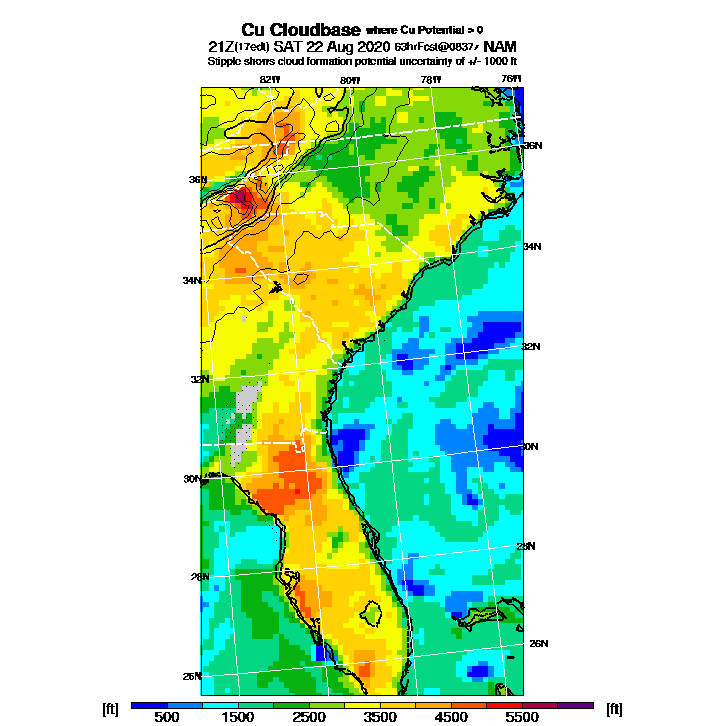 Cu Cloudbase where Cu Potential > 0
21Z(17edt) SAT 22 Aug 2020 63hrFcst@0837z NAM
Stipple shows cloud formation potential uncertainty of +/- 1000 ft
82W 80W 78W 76W
36N 36N
34N 34N
32N 32N
30N 30N
28N 28N
26N 26N
[ft] 500 1500 2500 3500 4500 5500 [ft]